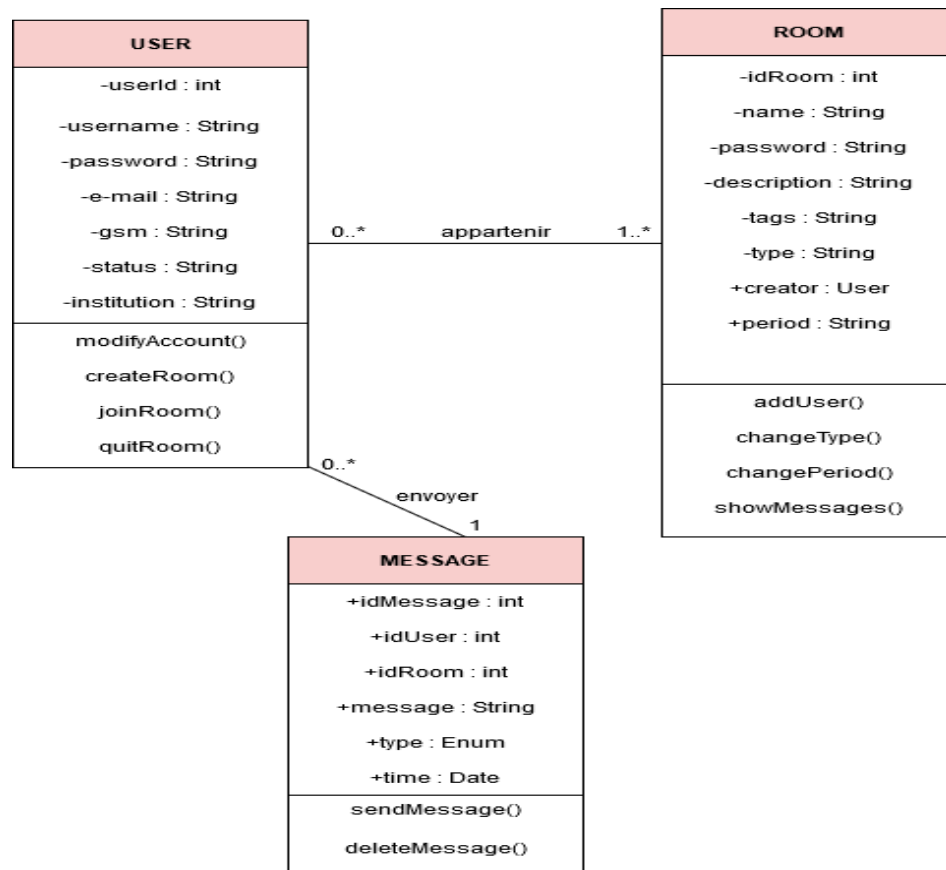 USER
-userId : int
-username : String
-password : String
-e-mail : String
-gsm : String
-status : String
-institution : String
modifyAccount()
createRoom()
joinRoom()
quitRoom()
0..* appartenir 1..*
ROOM
-idRoom : int
-name : String
-password : String
-description : String
-tags : String
-type : String
+creator : User
+period : String
addUser()
changeType()
changePeriod()
showMessages()
0..*
envoyer
1
MESSAGE
+idMessage : int
+idUser : int
+idRoom : int
+message : String
+type : Enum
+time : Date
sendMessage()
deleteMessage()